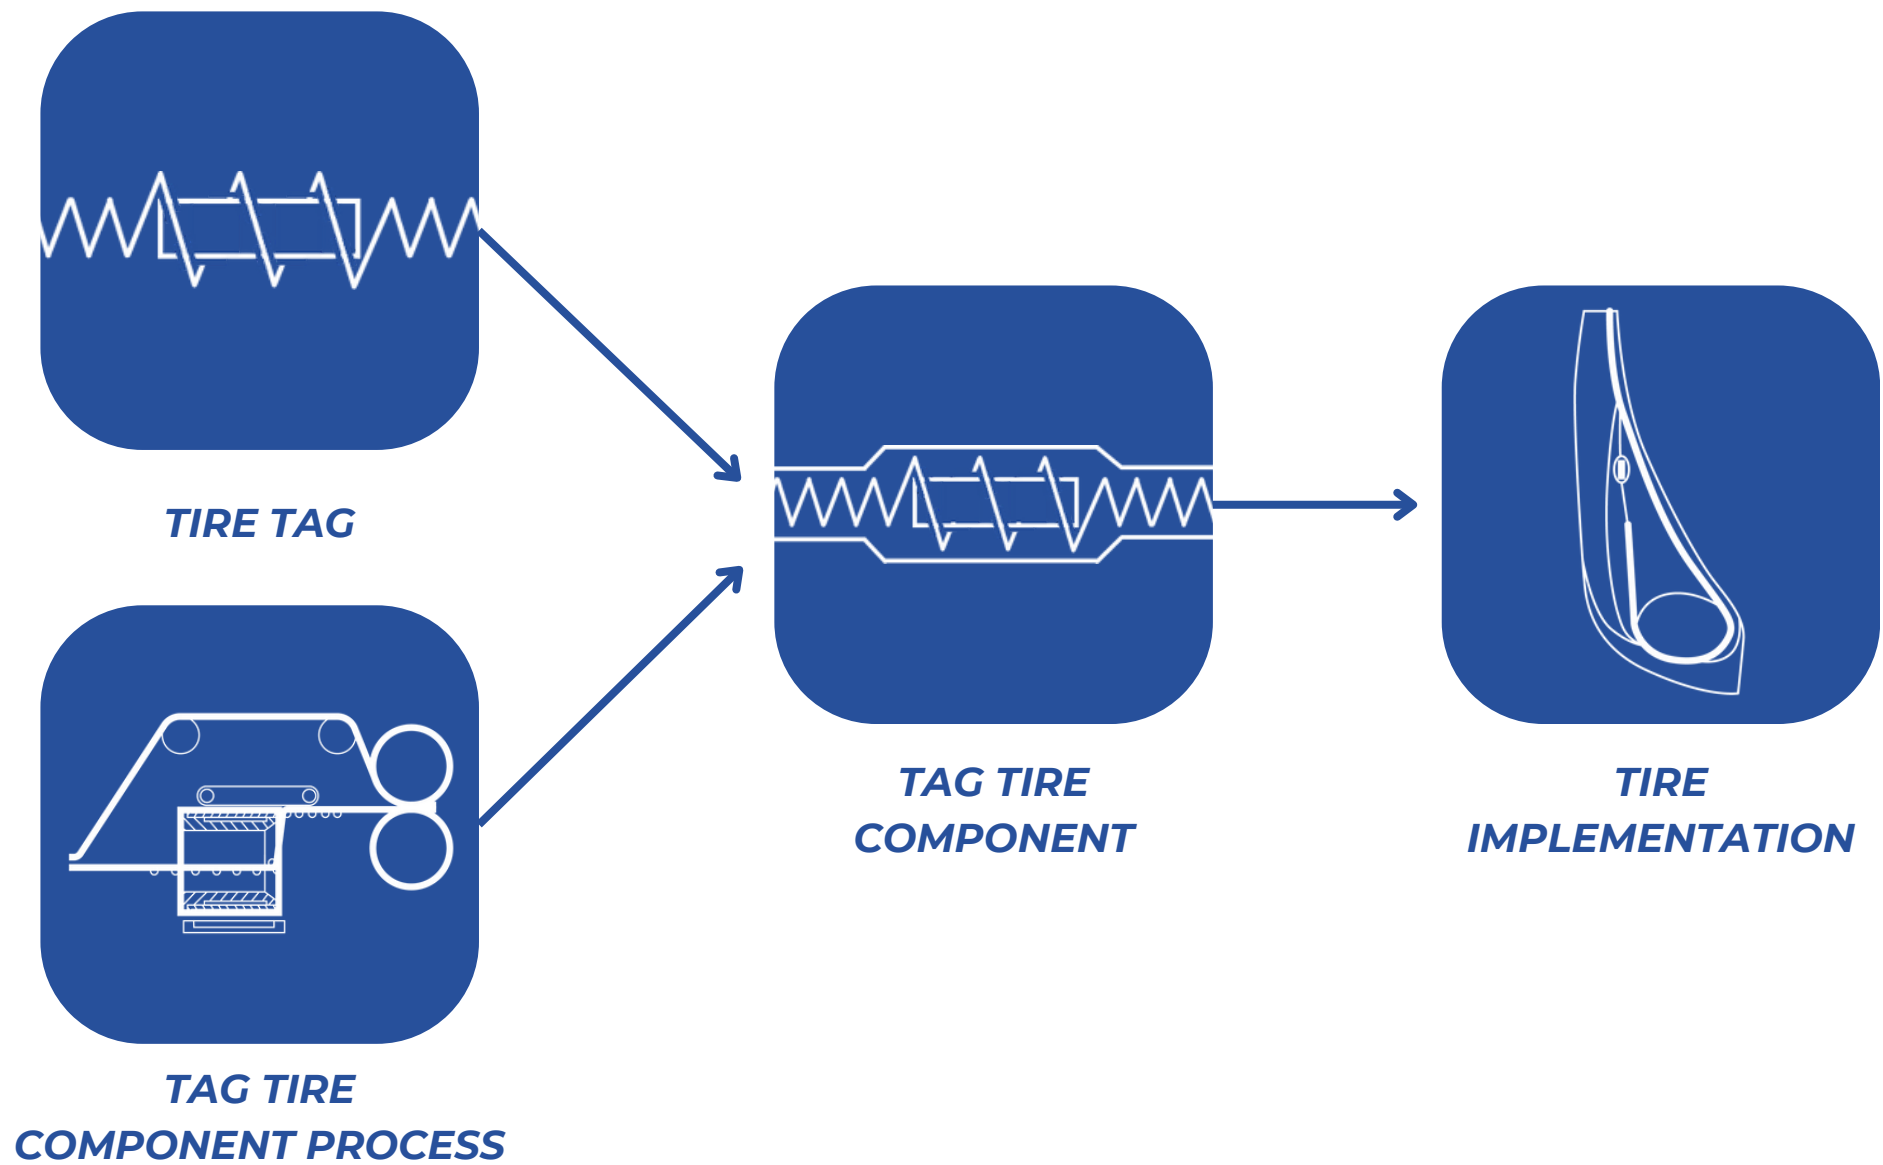 TIRE TAG
TAG TIRE
COMPONENT PROCESS
TAG TIRE
COMPONENT
TIRE
IMPLEMENTATION